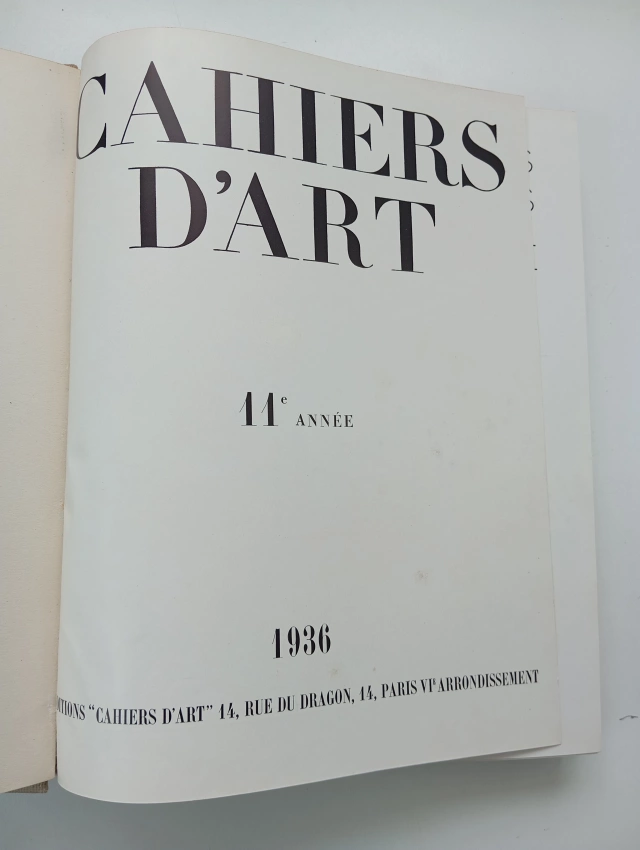 CAHIERS
D'ART
11e ANNÉE
1936
ITIONS "CAHIERS D'ART" 14, RUE DU DRAGON, 14, PARIS VIe ARRONDISSEMENT